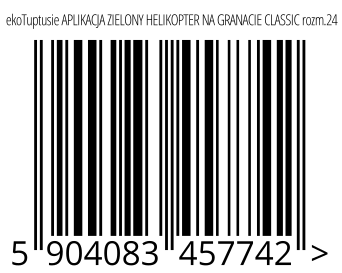 ekoTuptusie APLIKACJA ZIELONY HELIKOPTER NA GRANACIE CLASSIC rozm.24
5 904083 457742 >